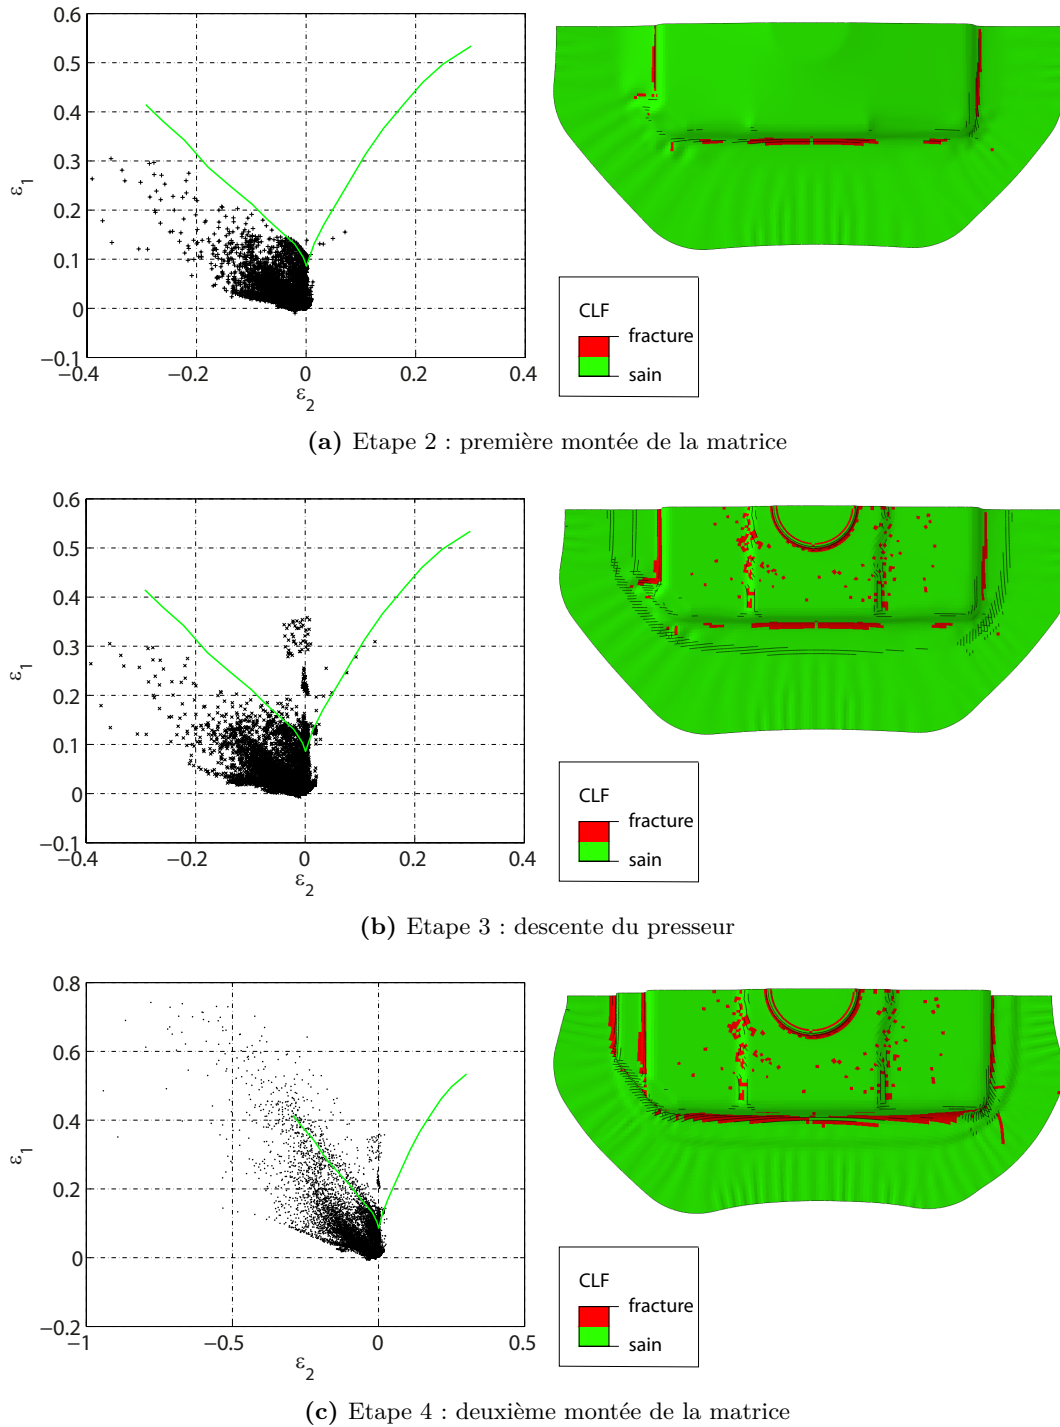 0.6
0.5
0.4
0.3
0.2
0.1
0
−0.1
ε1
−0.4
−0.2
0
0.2
0.4
ε2
CLF
fracture
sain
(a) Etape 2 : première montée de la matrice
0.6
0.5
0.4
0.3
0.2
0.1
0
−0.1
ε1
−0.4
−0.2
0
0.2
0.4
ε2
CLF
fracture
sain
(b) Etape 3 : descente du presseur
0.8
0.6
0.4
0.2
0
−0.2
ε1
−1
−0.5
0
0.5
ε2
CLF
fracture
sain
(c) Etape 4 : deuxième montée de la matrice